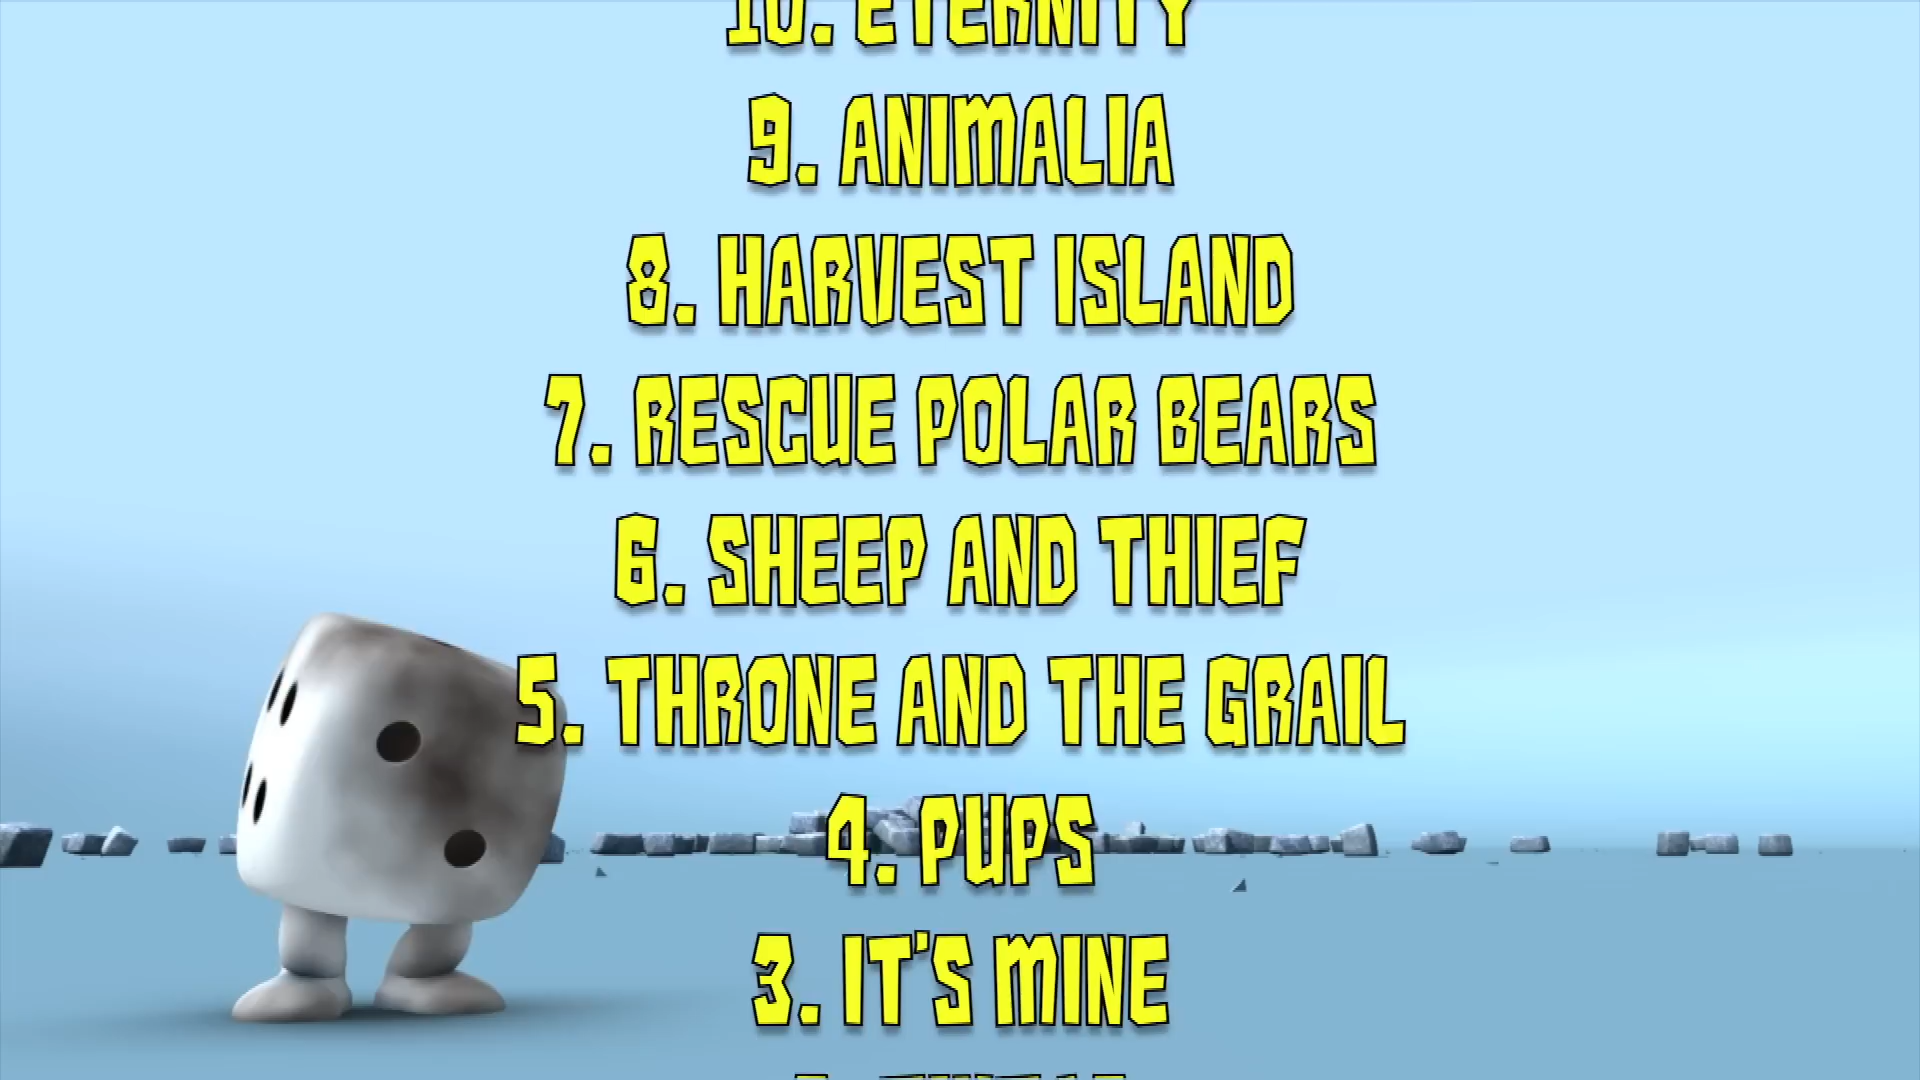 10. ETERNITY
9. ANIMALIA
8. HARVEST ISLAND
7. RESCUE POLAR BEARS
6. SHEEP AND THIEF
5. THRONE AND THE GRAIL
4. PUPS
3. IT'S MINE